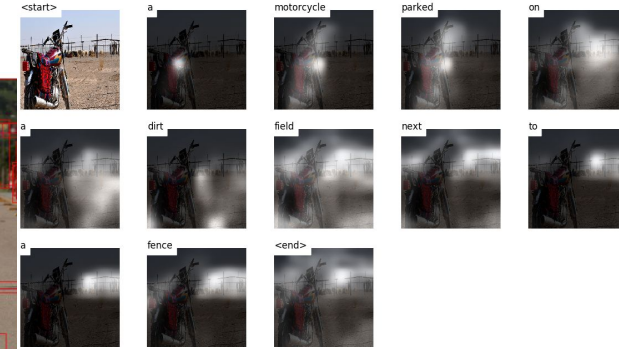 <start> a motorcycle parked on
a dirt field next to
a fence <end>